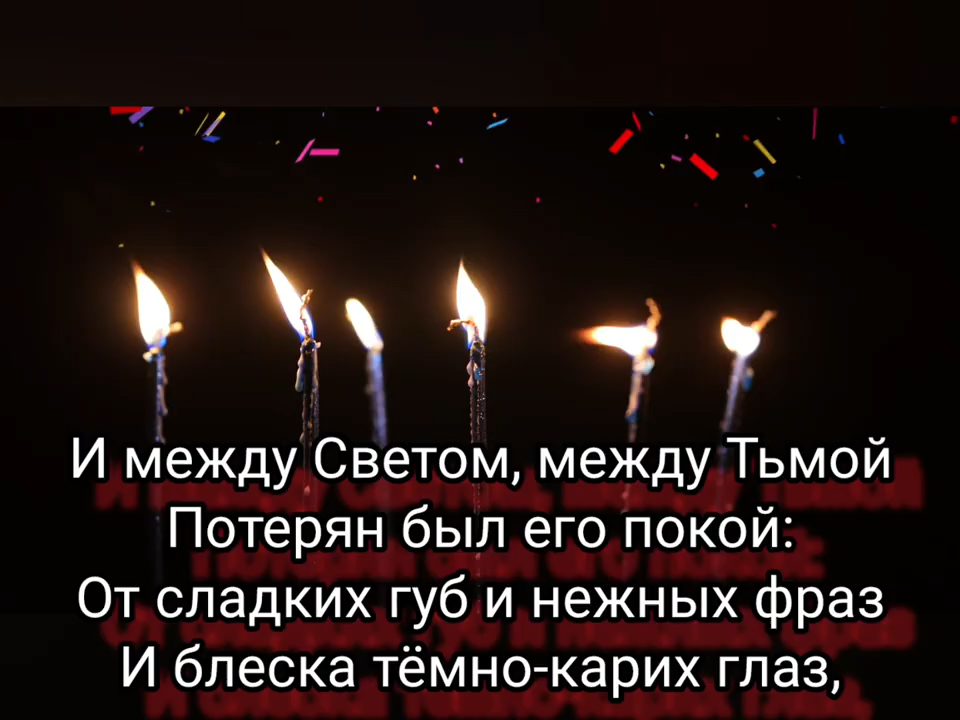 И между Светом, между Тьмой
Потерян был его покой:
От сладких губ и нежных фраз
И блеска тёмно-карих глаз,